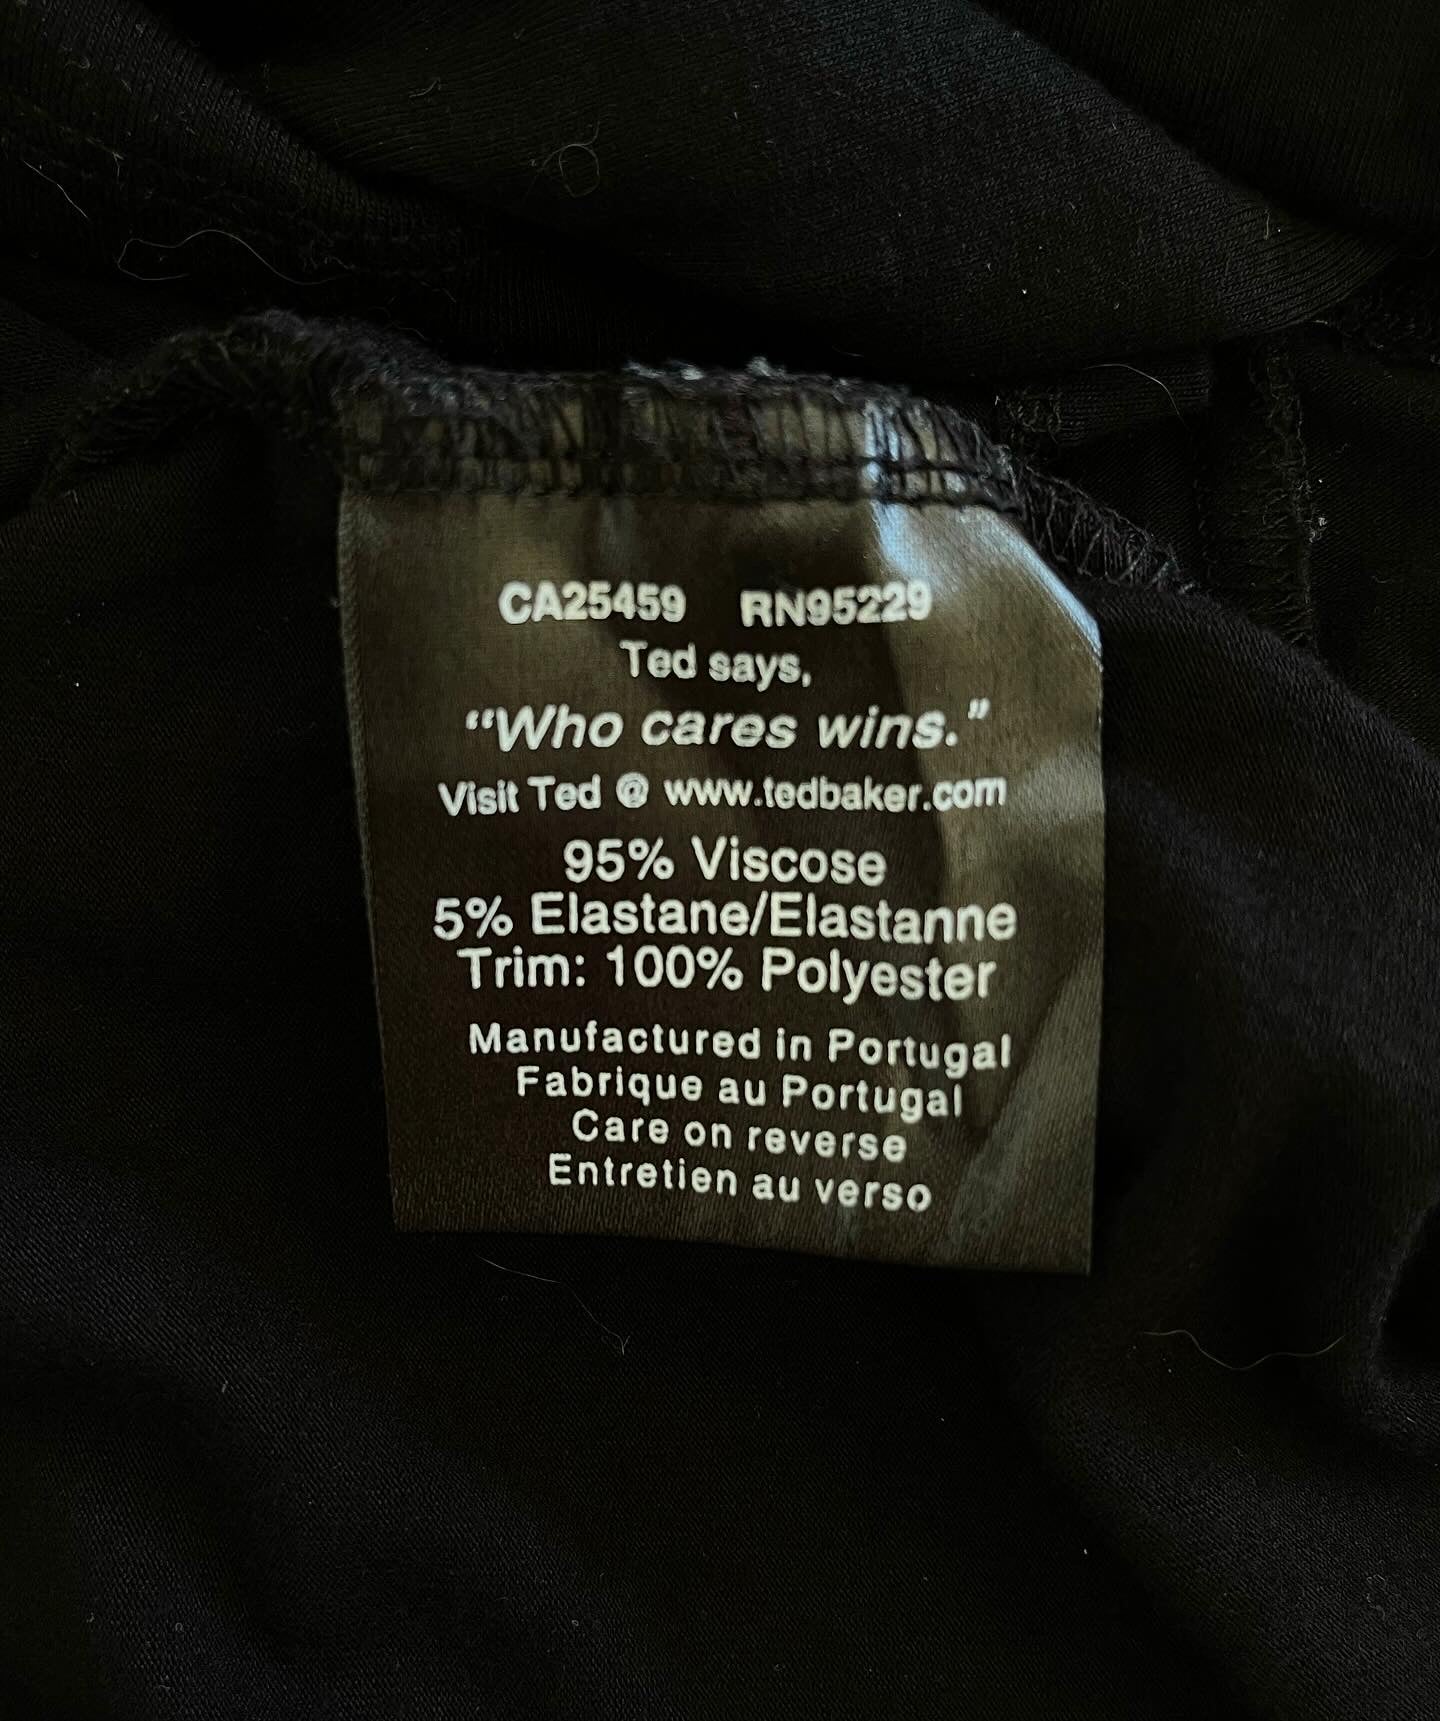 CA25459 RN95229
Ted says,
"Who cares wins."
Visit Ted @ www.tedbaker.com
95% Viscose
5% Elastane/Elastanne
Trim: 100% Polyester
Manufactured in Portugal
Fabrique au Portugal
Care on reverse
Entretien au verso